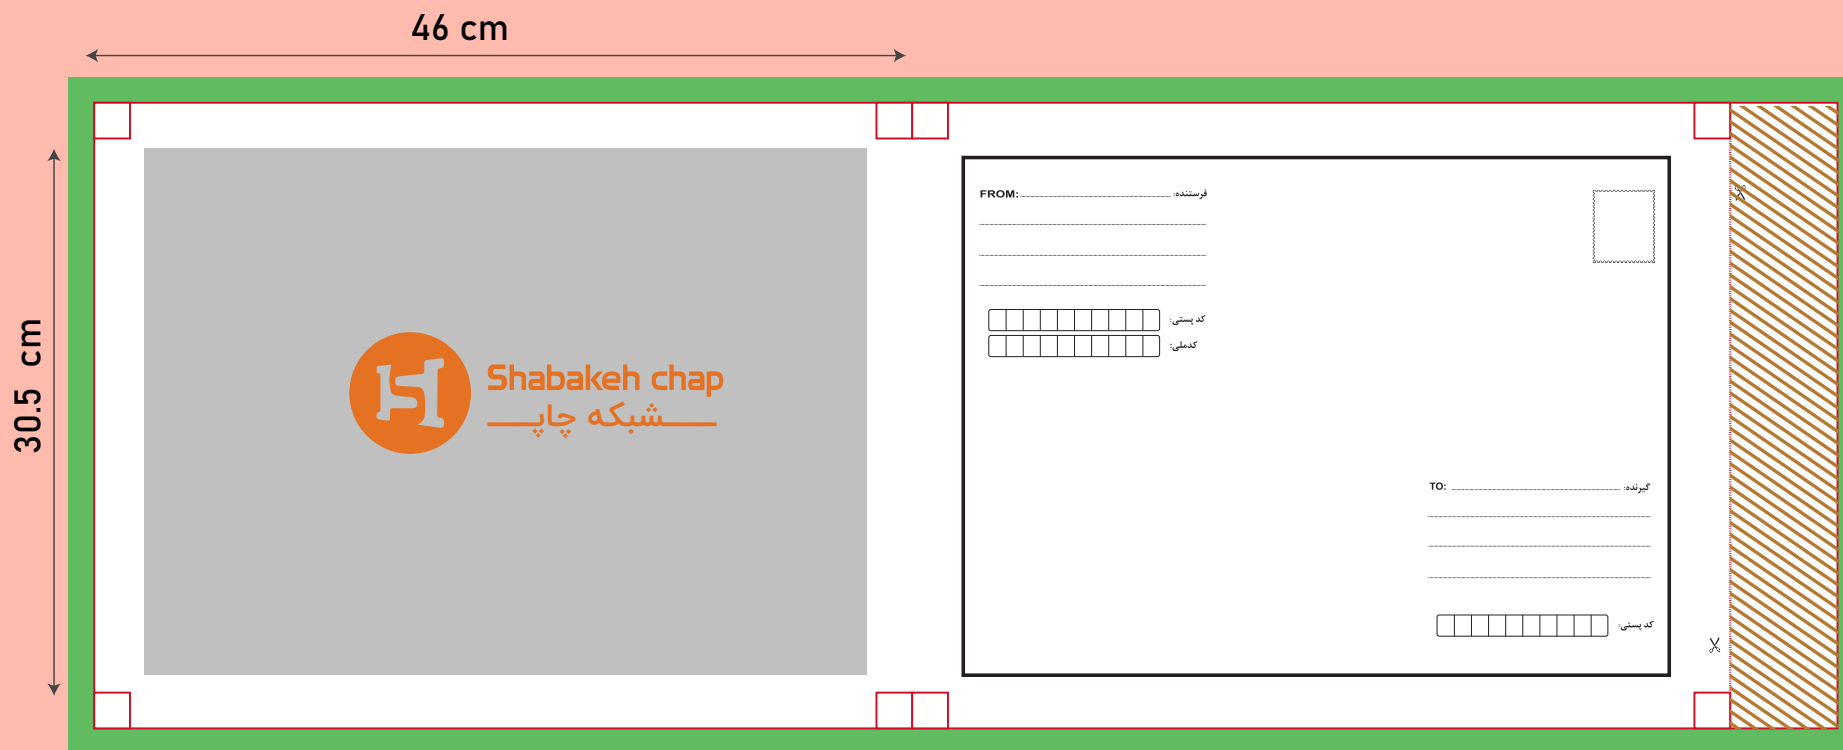 46 cm
30.5 cm
Shabakeh chap
شبکه چاپ
FROM: فرستنده:
کد پستی:
کدملی:
TO: گیرنده:
کد پستی: